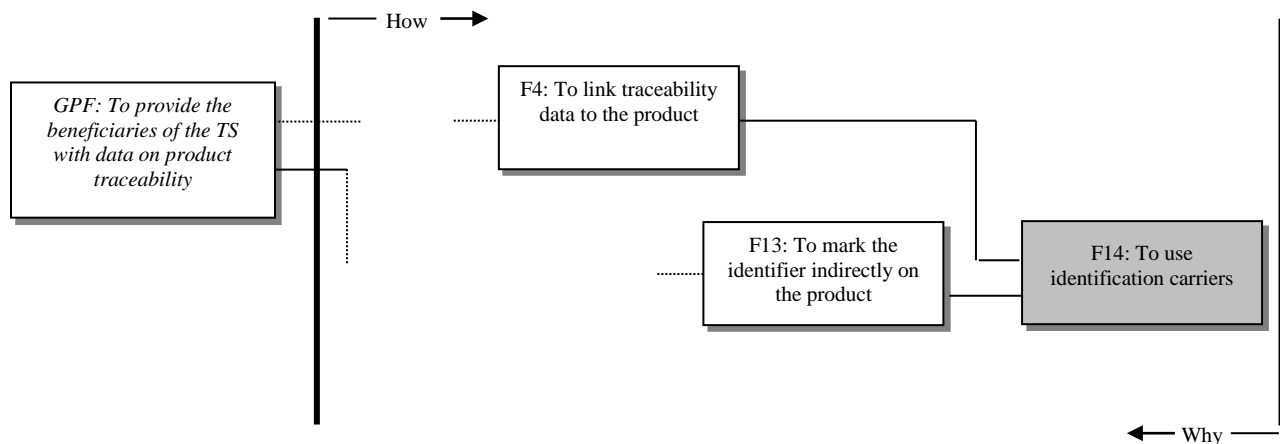 How
GPF: To provide the
beneficiaries of the TS
with data on product
traceability
F4: To link traceability
data to the product
F13: To mark the
identifier indirectly on
the product
F14: To use
identification carriers
Why